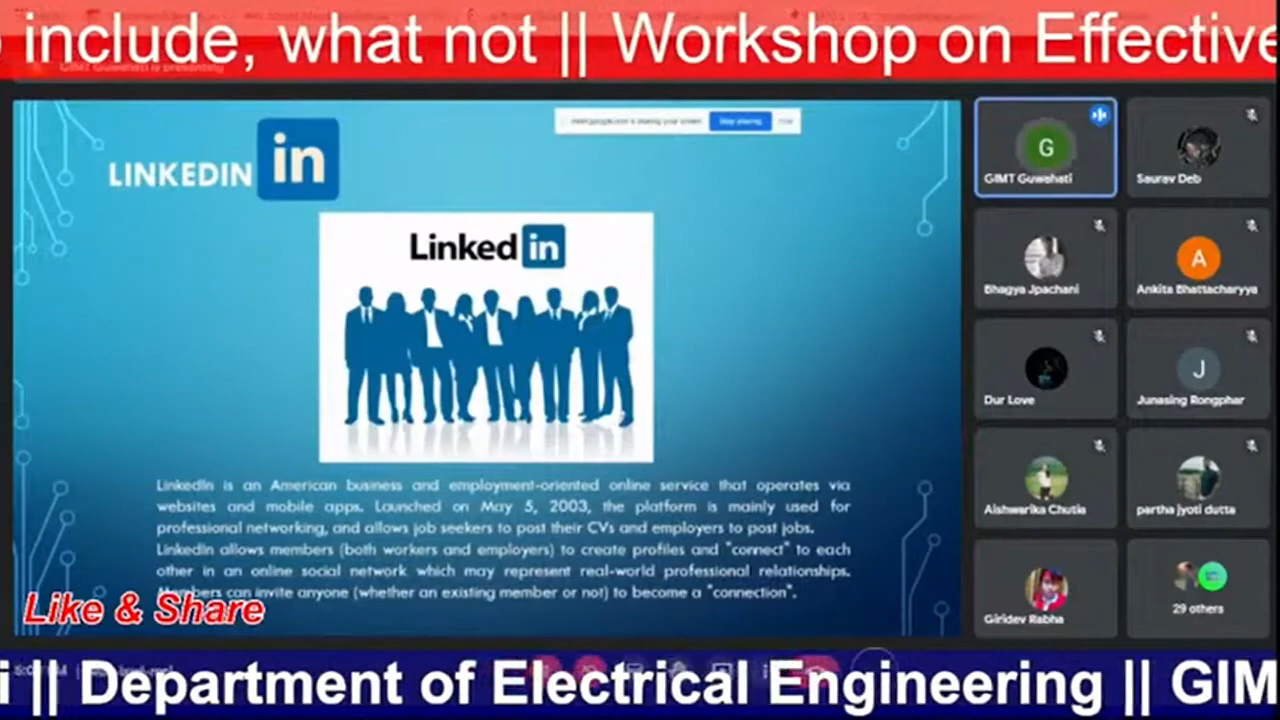 include, what not || Workshop on Effective
GIMT Guwahati is presenting
LINKEDIN in
Stop sharing
Linked in
LinkedIn is an American business and employment-oriented online service that operates via
websites and mobile apps. Launched on May 5, 2003, the platform is mainly used for
professional networking, and allows job seekers to post their CVs and employers to post jobs.
LinkedIn allows members (both workers and employers) to create profiles and "connect" to each
other in an online social network which may represent real-world professional relationships.
Members can invite anyone (whether an existing member or not) to become a "connection".
Like & Share
G
GIMT Guwahati
Saurav Deb
Bhagya Jpachani
A
Ankita Bhattacharyya
Dur Love
J
Junasing Rongphar
Aishwarika Chutia
partha jyoti dutta
Giridev Rabha
29 others
i || Department of Electrical Engineering || GIM